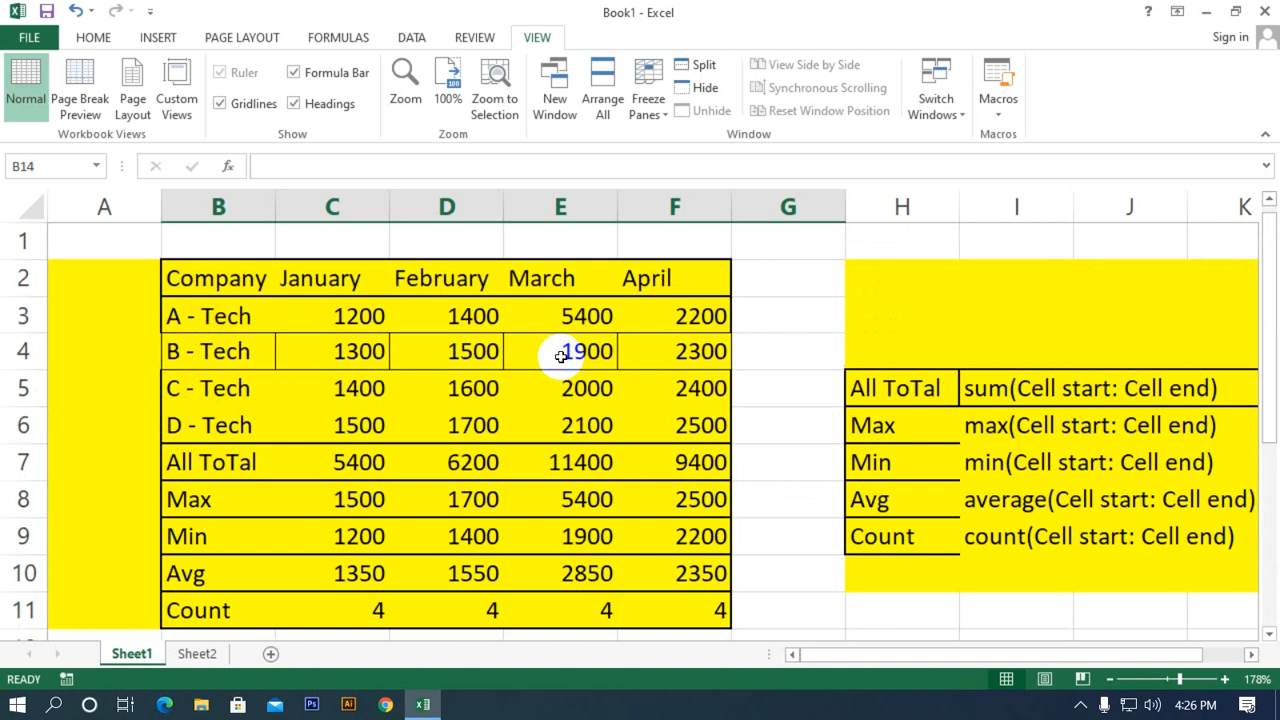 Book1 - Excel
?
FILE HOME INSERT PAGE LAYOUT FORMULAS DATA REVIEW VIEW Sign in
Normal Page Break Preview Page Layout Custom Views
Workbook Views
Ruler Formula Bar
Gridlines Headings
Show
Zoom 100% Zoom to Selection
Zoom
New Window Arrange All Freeze Panes
Split
Hide
Unhide
View Side by Side
Synchronous Scrolling
Reset Window Position
Switch Windows
Window
Macros
Macros
B14 fx
A B C D E F G H I J K
1
2 Company January February March April
3 A - Tech 1200 1400 5400 2200
4 B - Tech 1300 1500 1900 2300
5 C - Tech 1400 1600 2000 2400 All ToTal sum(Cell start: Cell end)
6 D - Tech 1500 1700 2100 2500 Max max(Cell start: Cell end)
7 All ToTal 5400 6200 11400 9400 Min min(Cell start: Cell end)
8 Max 1500 1700 5400 2500 Avg average(Cell start: Cell end)
9 Min 1200 1400 1900 2200 Count count(Cell start: Cell end)
10 Avg 1350 1550 2850 2350
11 Count 4 4 4 4
Sheet1 Sheet2
READY 178%
Ps Ai 4:26 PM